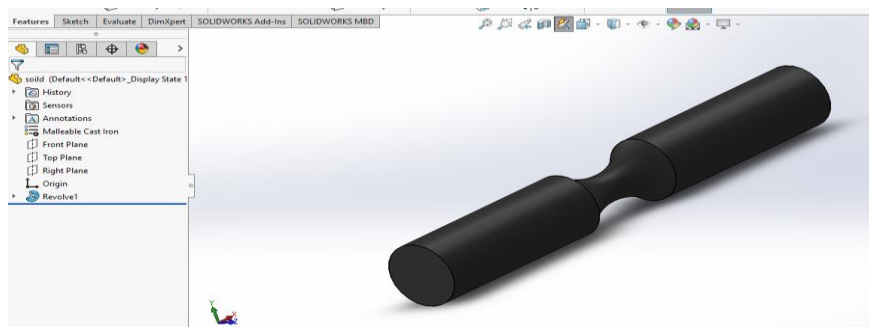 Features Sketch Evaluate DimXpert SOLIDWORKS Add-Ins SOLIDWORKS MBD
soild (Default<<Default>_Display State 1
History
Sensors
Annotations
Malleable Cast Iron
Front Plane
Top Plane
Right Plane
Origin
Revolve1
Y